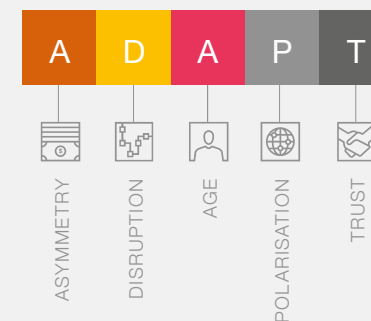 A D A P T
ASYMMETRY
DISRUPTION
AGE
POLARISATION
TRUST